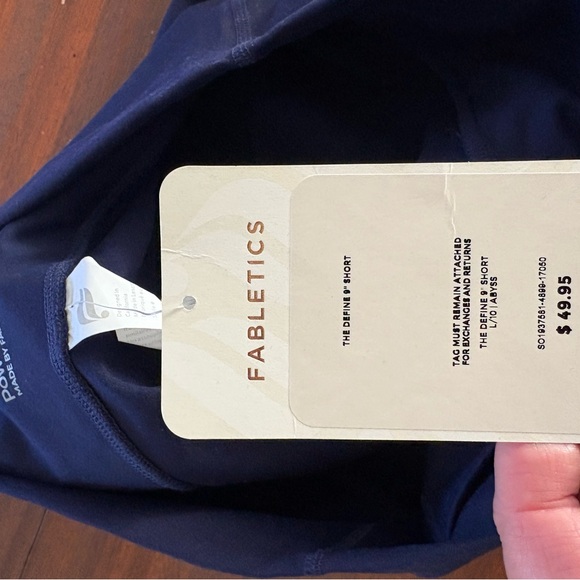 FABLETICS
THE DEFINE 9" SHORT
TAG MUST REMAIN ATTACHED
FOR EXCHANGES AND RETURNS
THE DEFINE 9" SHORT
L/10 | ABYSS
SO1937581-4899-17050
$ 49.95
MADE BY